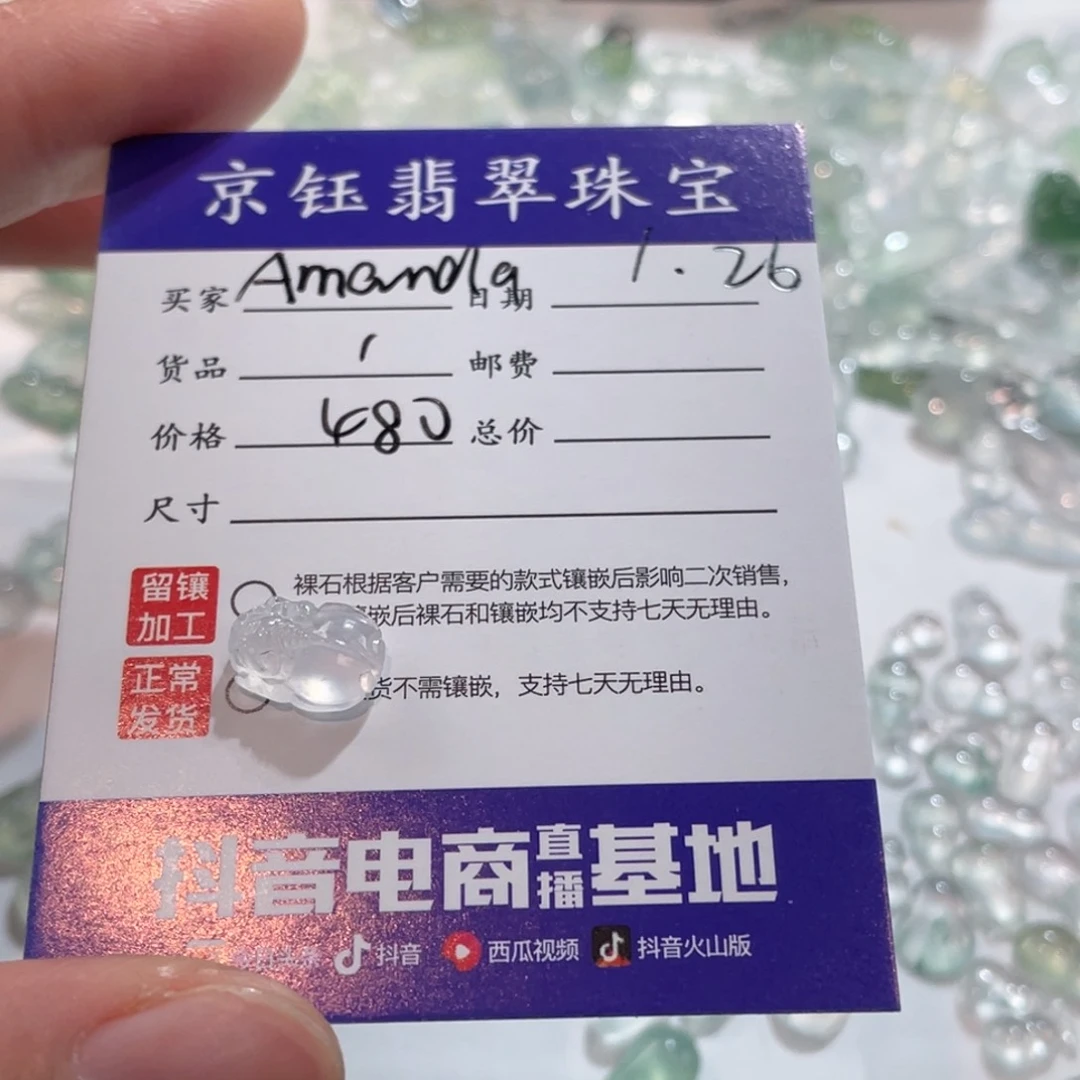 京钰翡翠珠宝
买家 Amanda 日期 1.26
货品 1 邮费
价格 480 总价
尺寸
留镶加工 裸石根据客户需要的款式镶嵌后影响二次销售，
嵌后裸石和镶嵌均不支持七天无理由。
正常发货 货不需镶嵌，支持七天无理由。
抖音电商直播基地
抖音 西瓜视频 抖音火山版